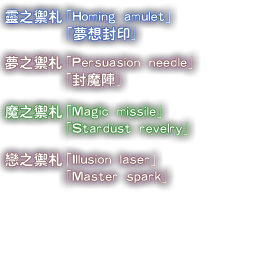 靈之禦札「Homing amulet」
「夢想封印」
夢之禦札「Persuasion needle」
「封魔陣」
魔之禦札「Magic missile」
「Stardust revelry」
戀之禦札「Illusion laser」
「Master spark」